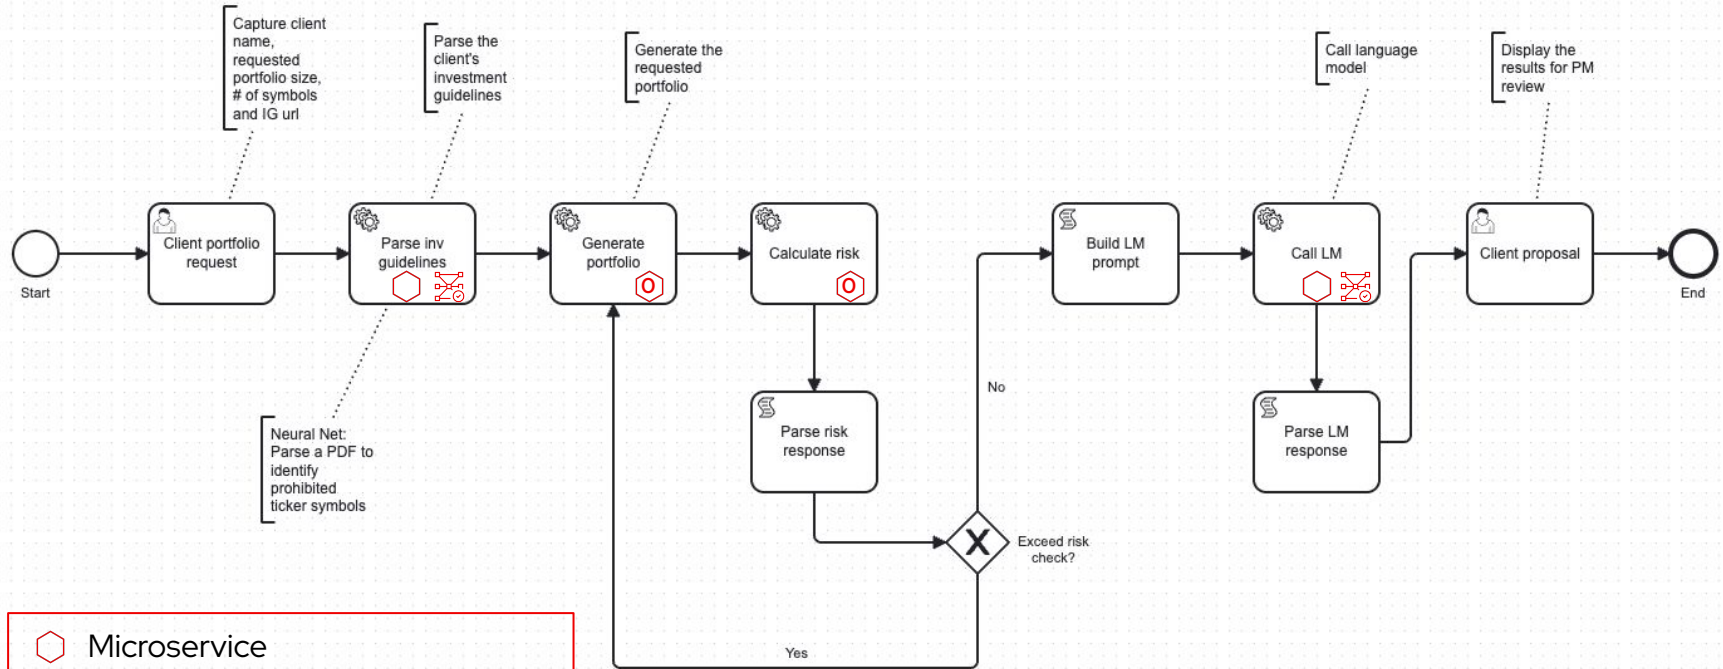 Capture client
name,
requested
portfolio size,
# of symbols
and IG url
Parse the
client's
investment
guidelines
Generate the
requested
portfolio
Call language
model
Display the
results for PM
review
Start
Client portfolio
request
Parse inv
guidelines
Generate
portfolio
O
Calculate risk
O
Build LM
prompt
Call LM
Client proposal
End
No
Neural Net:
Parse a PDF to
identify
prohibited
ticker symbols
Parse risk
response
Parse LM
response
X
Exceed risk
check?
Yes
Microservice